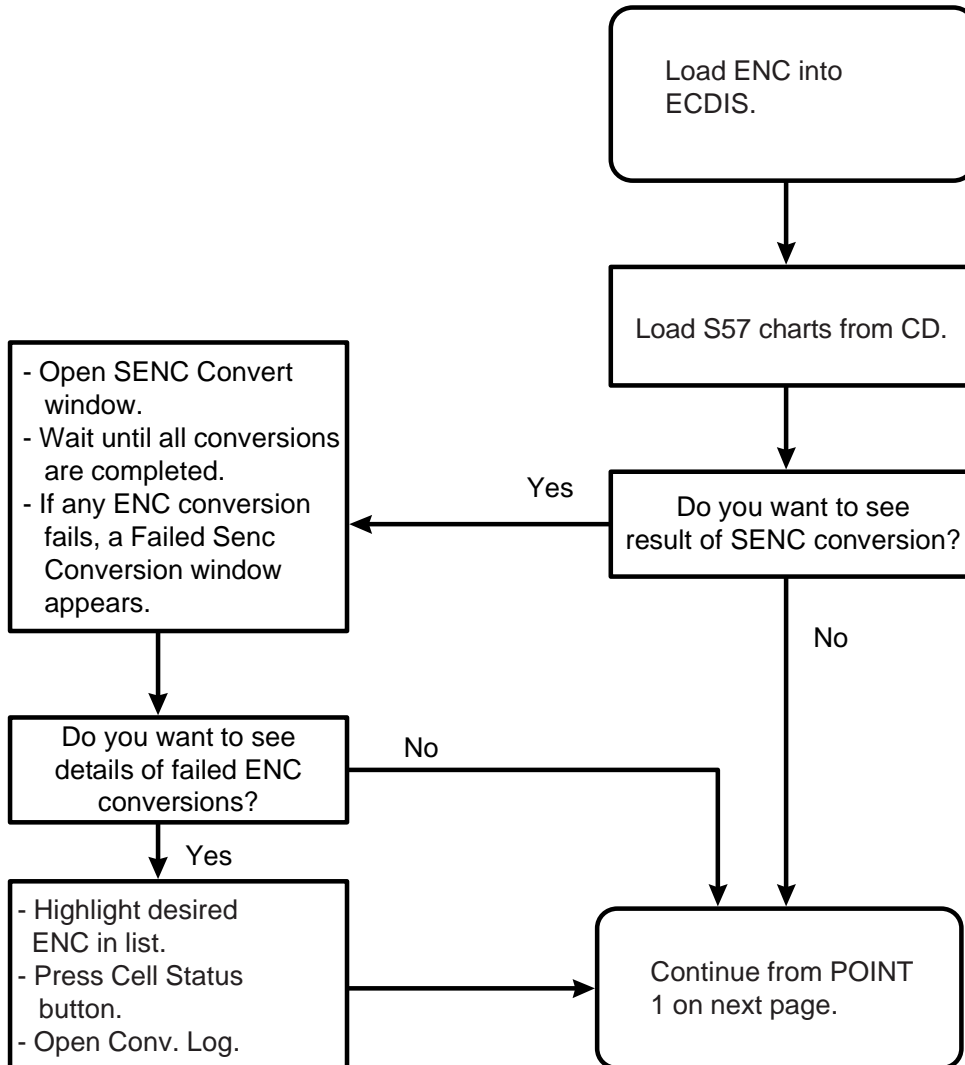 Load ENC into
ECDIS.
Load S57 charts from CD.
Do you want to see
result of SENC conversion?
Yes
No
- Open SENC Convert
window.
- Wait until all conversions
are completed.
- If any ENC conversion
fails, a Failed Senc
Conversion window
appears.
Do you want to see
details of failed ENC
conversions?
No
Yes
- Highlight desired
ENC in list.
- Press Cell Status
button.
- Open Conv. Log.
Continue from POINT
1 on next page.